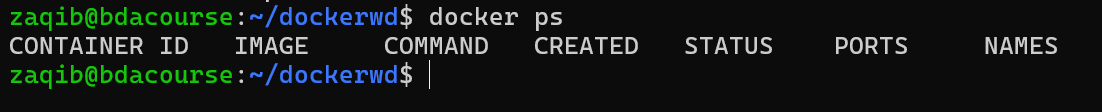 zaqib@bdacourse:~/dockerwd$ docker ps
CONTAINER ID   IMAGE     COMMAND   CREATED   STATUS    PORTS     NAMES
zaqib@bdacourse:~/dockerwd$